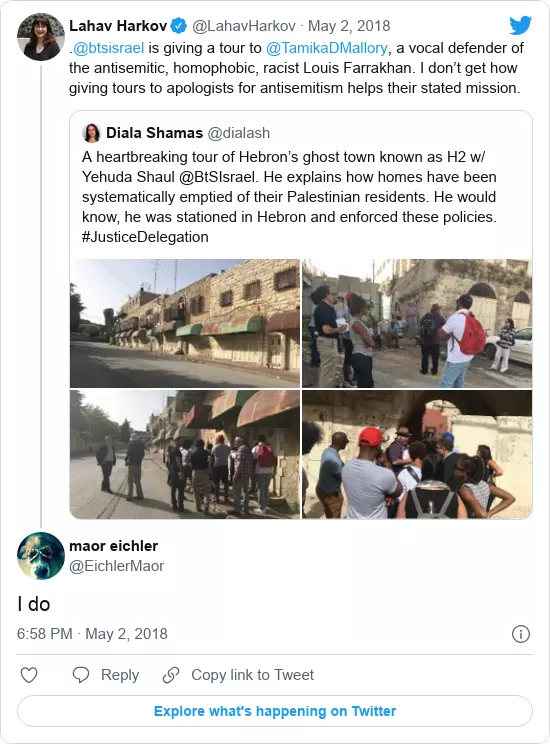 Lahav Harkov @LahavHarkov · May 2, 2018
.@btsisrael is giving a tour to @TamikaDMallory, a vocal defender of
the antisemitic, homophobic, racist Louis Farrakhan. I don’t get how
giving tours to apologists for antisemitism helps their stated mission.
Diala Shamas @dialash
A heartbreaking tour of Hebron’s ghost town known as H2 w/
Yehuda Shaul @BtSIsrael. He explains how homes have been
systematically emptied of their Palestinian residents. He would
know, he was stationed in Hebron and enforced these policies.
#JusticeDelegation
maor eichler
@EichlerMaor
I do
6:58 PM · May 2, 2018
Reply
Copy link to Tweet
Explore what's happening on Twitter